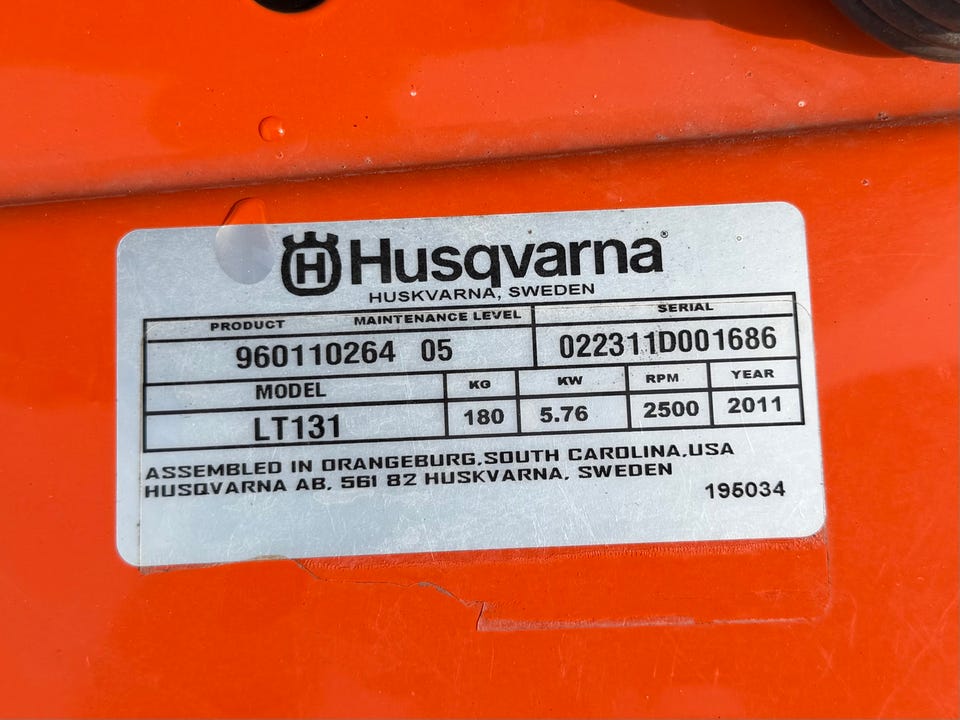 Husqvarna®
HUSKVARNA, SWEDEN
PRODUCT MAINTENANCE LEVEL SERIAL
960110264 05 022311D001686
MODEL KG KW RPM YEAR
LT131 180 5.76 2500 2011
ASSEMBLED IN ORANGEBURG,SOUTH CAROLINA,USA
HUSQVARNA AB, 561 82 HUSKVARNA, SWEDEN
195034